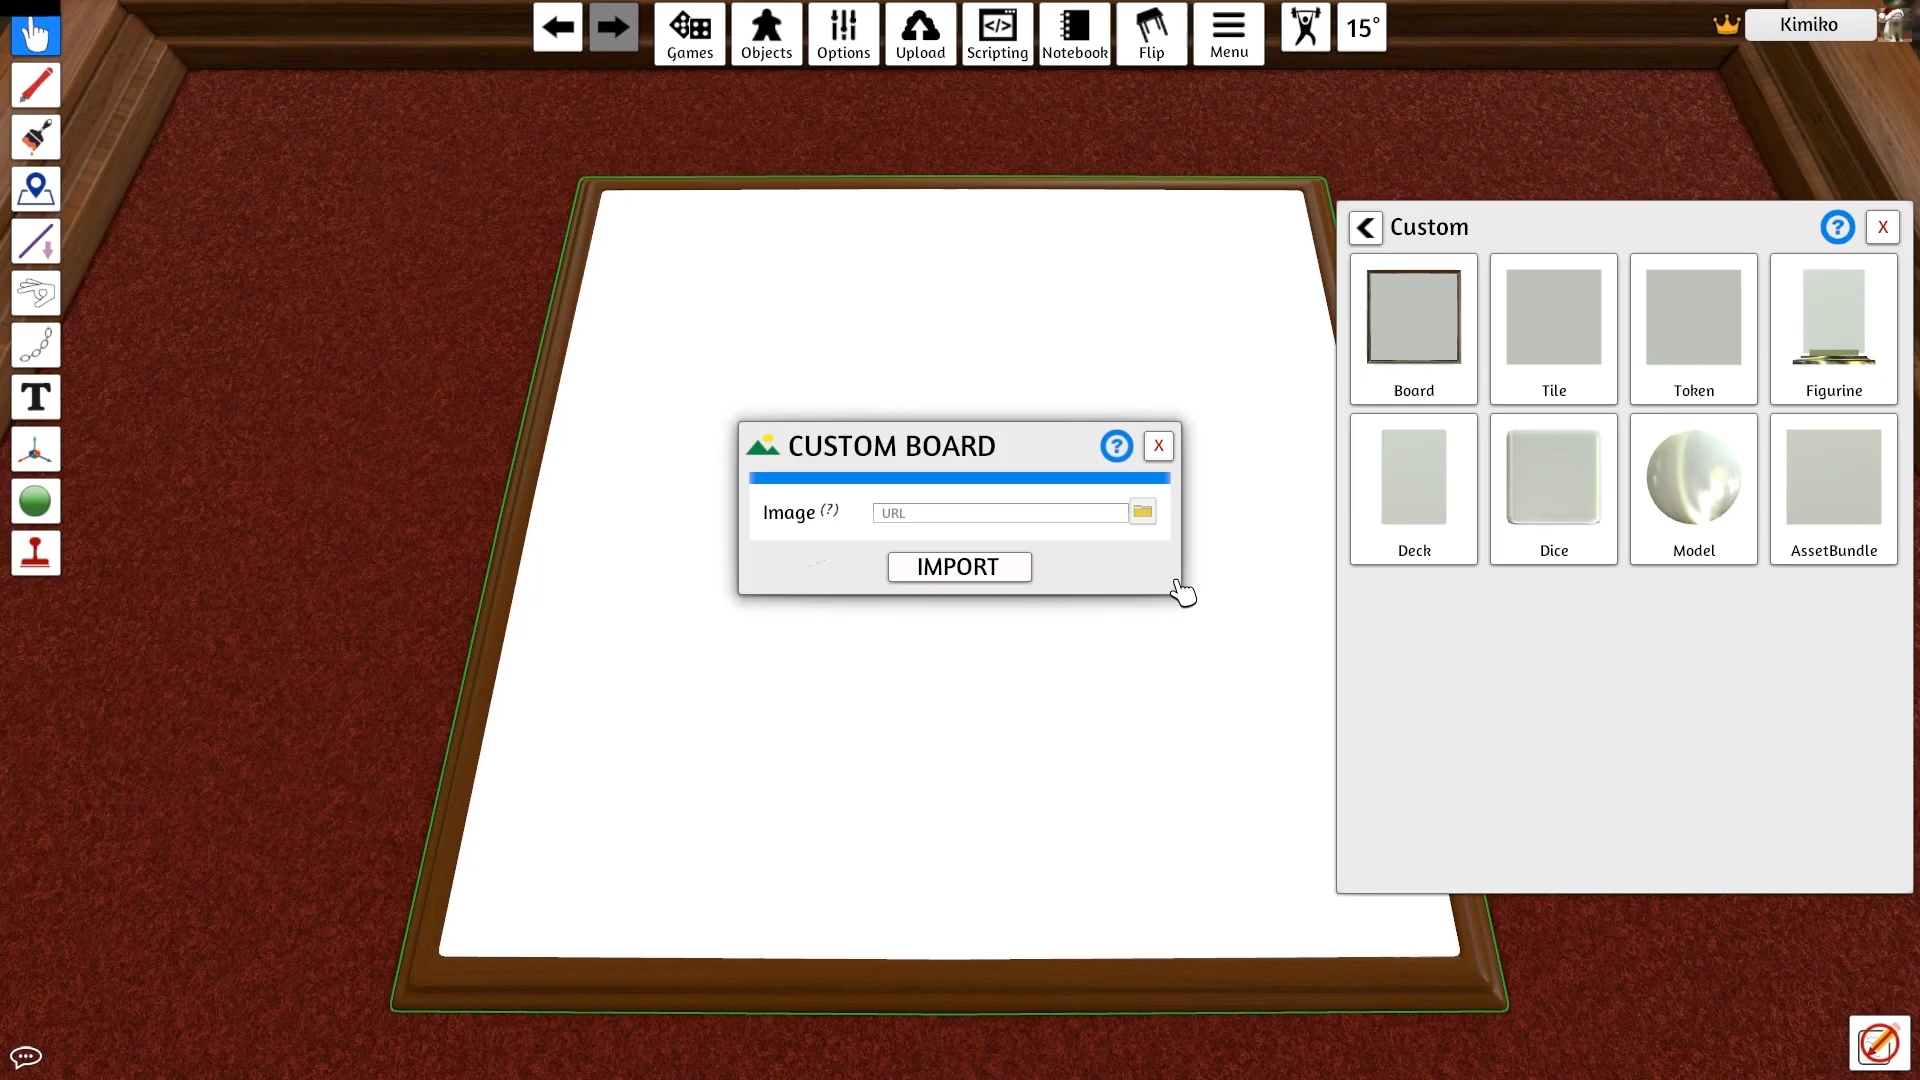 Games
Objects
Options
Upload
Scripting
Notebook
Flip
Menu
15°
Kimiko
T
Custom
?
X
Board
Tile
Token
Figurine
Deck
Dice
Model
AssetBundle
CUSTOM BOARD
?
X
Image (?)
URL
IMPORT